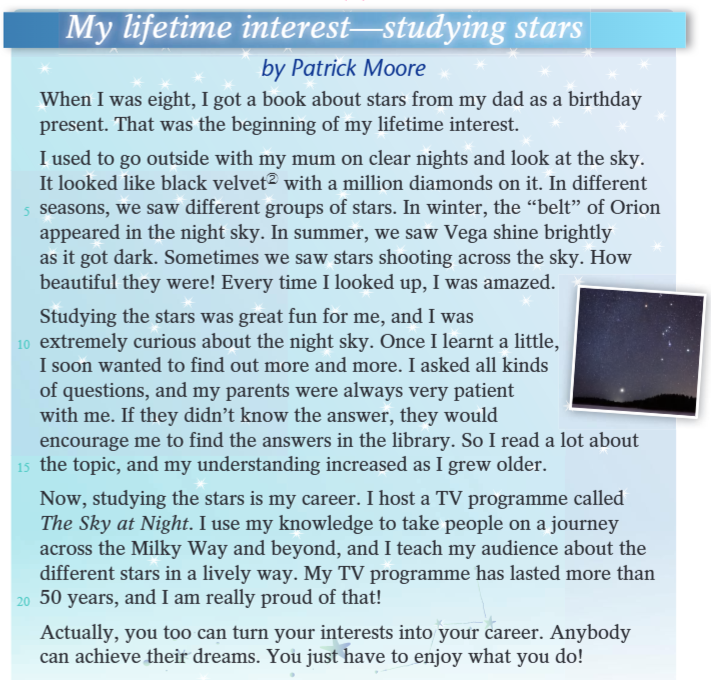 My lifetime interest—studying stars
by Patrick Moore
When I was eight, I got a book about stars from my dad as a birthday
present. That was the beginning of my lifetime interest.
I used to go outside with my mum on clear nights and look at the sky.
It looked like black velvet② with a million diamonds on it. In different
5 seasons, we saw different groups of stars. In winter, the “belt” of Orion
appeared in the night sky. In summer, we saw Vega shine brightly
as it got dark. Sometimes we saw stars shooting across the sky. How
beautiful they were! Every time I looked up, I was amazed.
Studying the stars was great fun for me, and I was
10 extremely curious about the night sky. Once I learnt a little,
I soon wanted to find out more and more. I asked all kinds
of questions, and my parents were always very patient
with me. If they didn’t know the answer, they would
encourage me to find the answers in the library. So I read a lot about
15 the topic, and my understanding increased as I grew older.
Now, studying the stars is my career. I host a TV programme called
The Sky at Night. I use my knowledge to take people on a journey
across the Milky Way and beyond, and I teach my audience about the
different stars in a lively way. My TV programme has lasted more than
20 50 years, and I am really proud of that!
Actually, you too can turn your interests into your career. Anybody
can achieve their dreams. You just have to enjoy what you do!